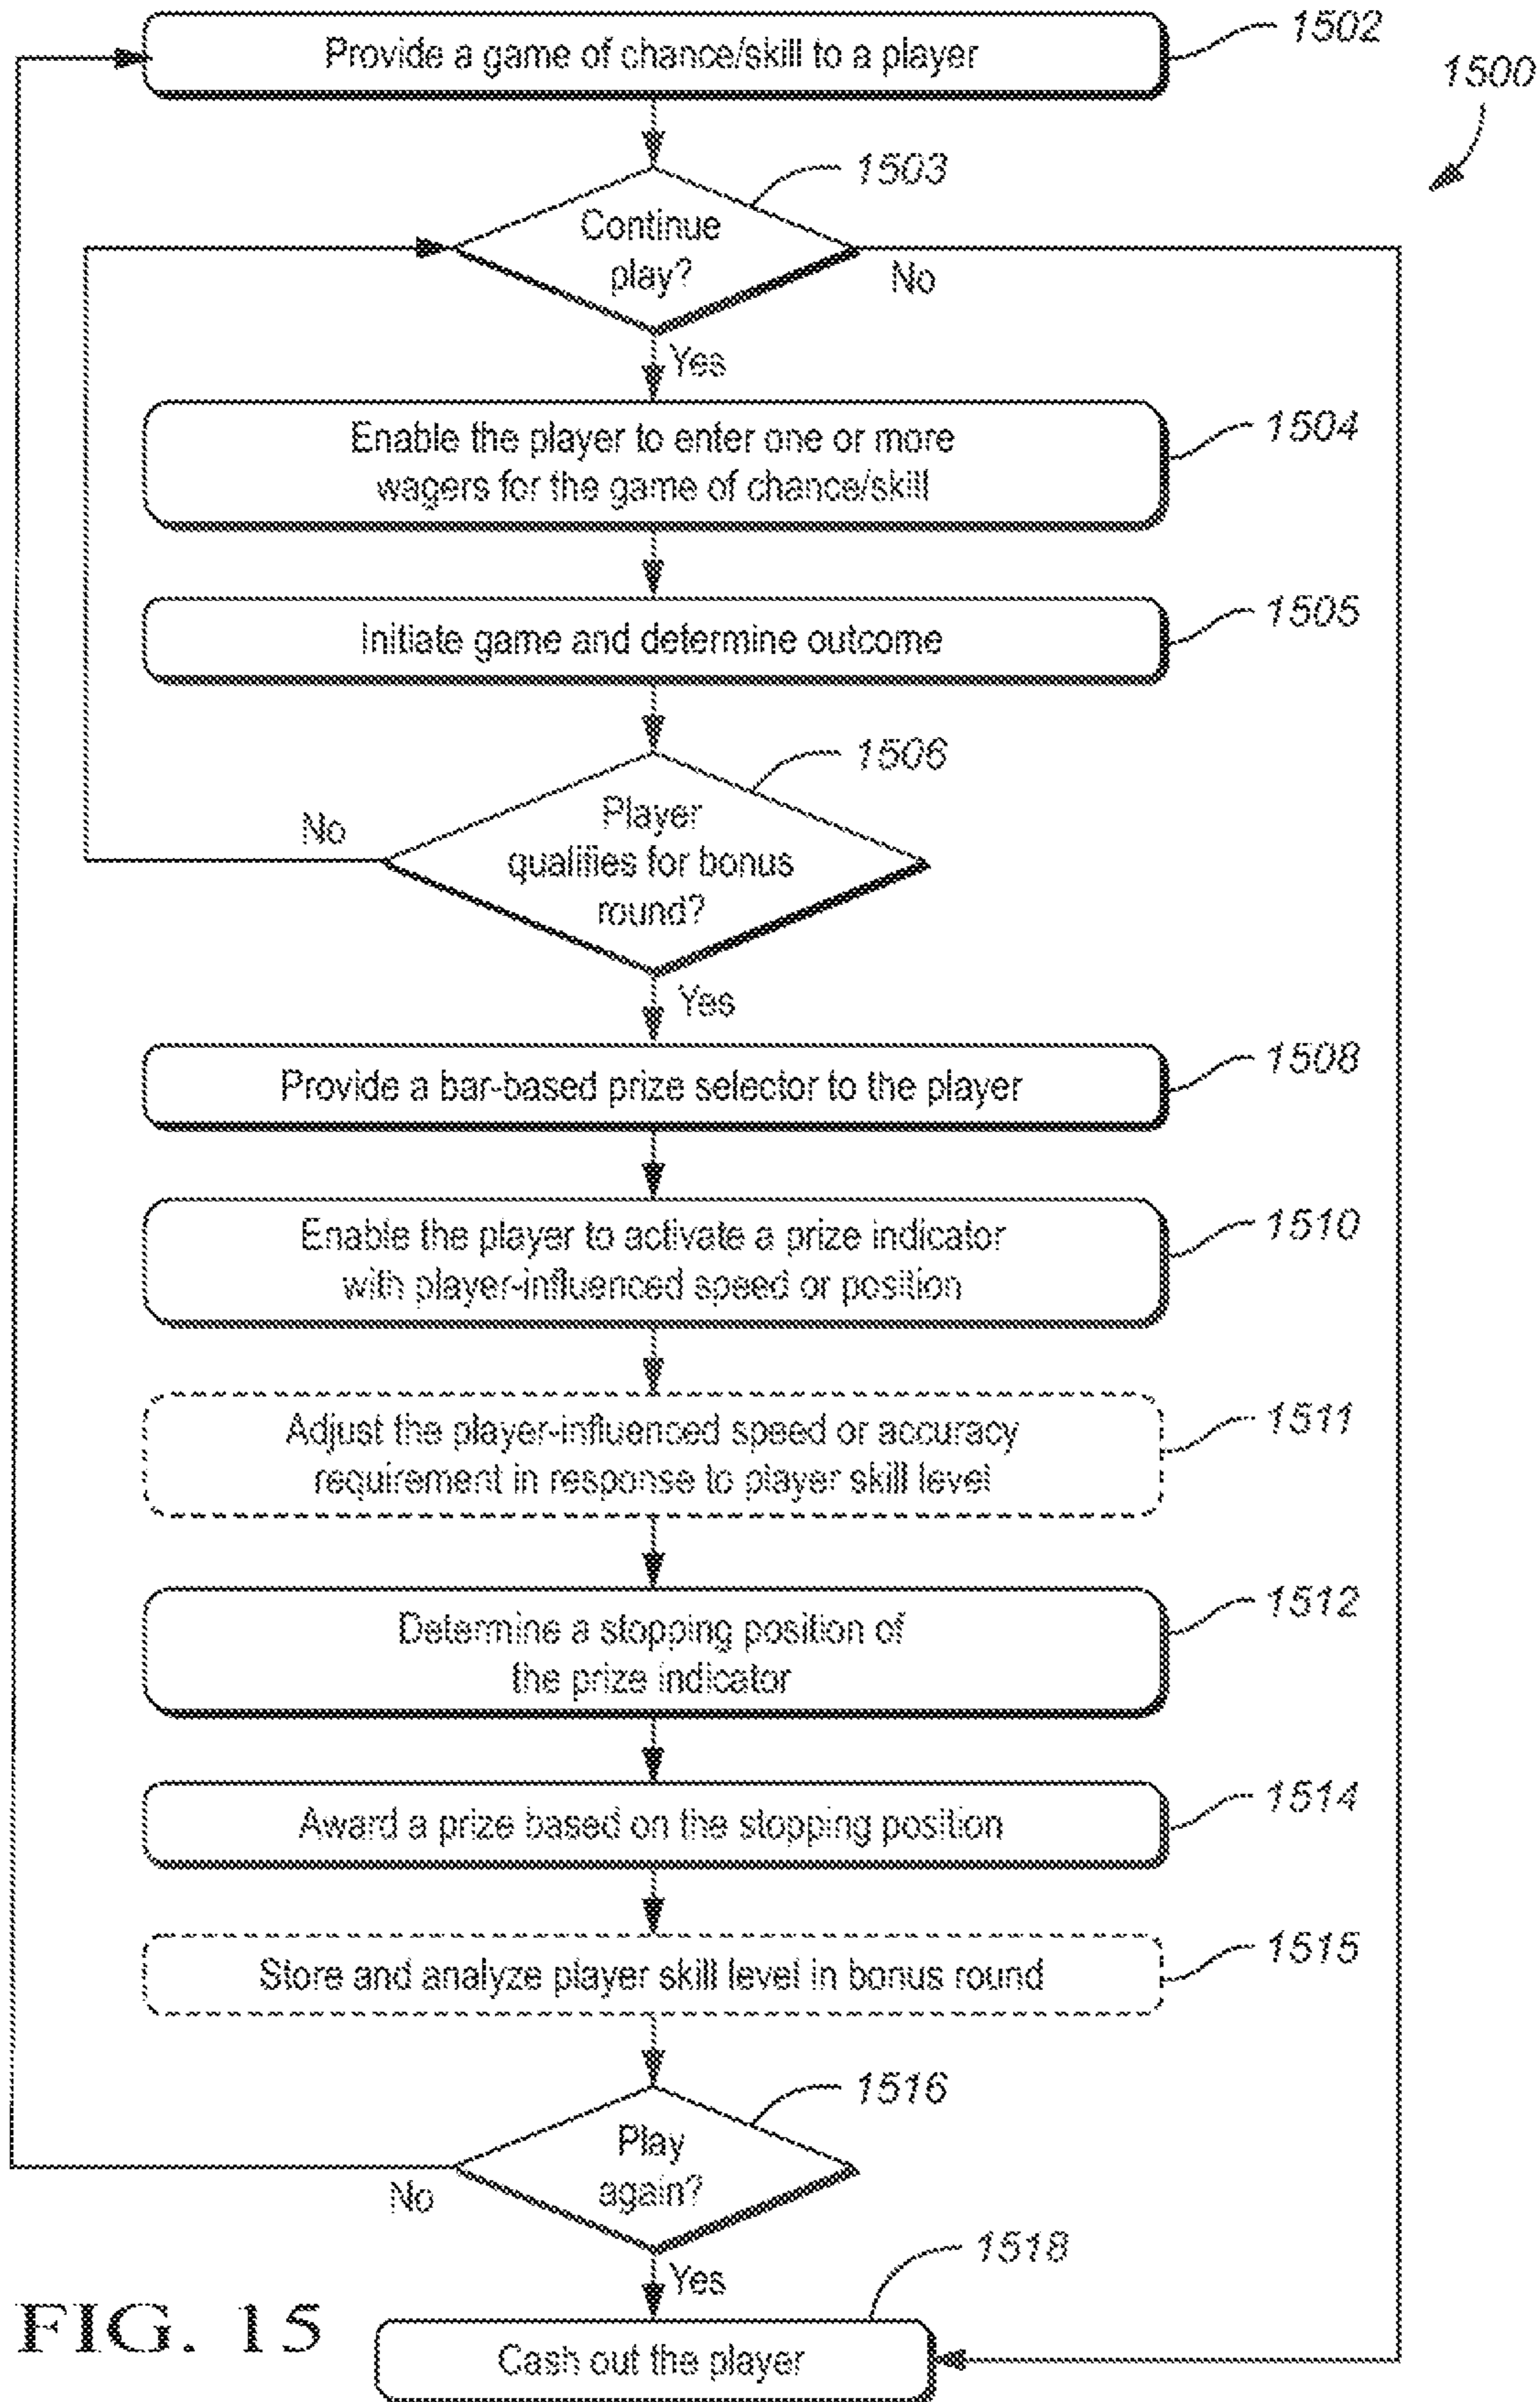 Provide a game of chance/skill to a player
1502
1500
1503
Continue
play?
No
Yes
Enable the player to enter one or more
wagers for the game of chance/skill
1504
Initiate game and determine outcome
1505
1506
Player
qualifies for bonus
round?
No
Yes
Provide a bar-based prize selector to the player
1508
Enable the player to activate a prize indicator
with player-influenced speed or position
1510
Adjust the player-influenced speed or accuracy
requirement in response to player skill level
1511
Determine a stopping position of
the prize indicator
1512
Award a prize based on the stopping position
1514
Store and analyze player skill level in bonus round
1515
1516
Play
again?
No
Yes
1518
Cash out the player
FIG. 15